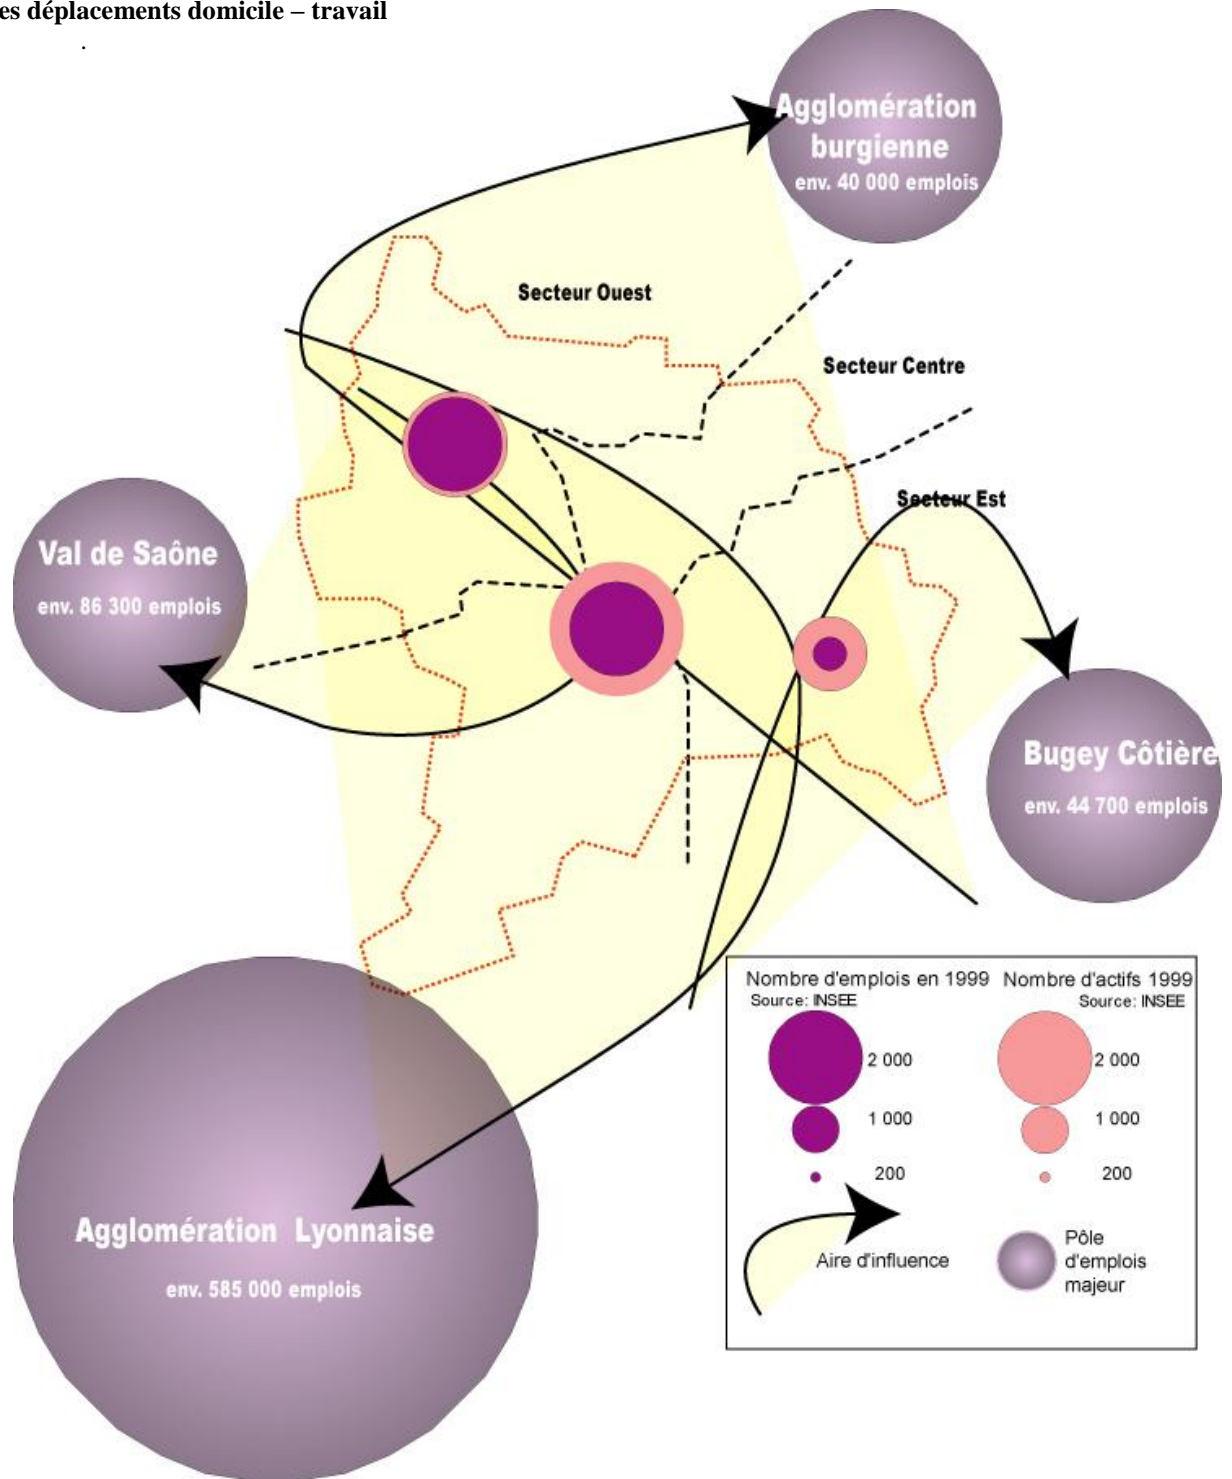 es déplacements domicile – travail
.
Agglomération
burgienne
env. 40 000 emplois
Secteur Ouest
Secteur Centre
Secteur Est
Val de Saône
env. 86 300 emplois
Bugey Côtière
env. 44 700 emplois
Agglomération Lyonnaise
env. 585 000 emplois
Nombre d'emplois en 1999
Source: INSEE
2 000
1 000
200
Nombre d'actifs 1999
Source: INSEE
2 000
1 000
200
Aire d'influence
Pôle
d'emplois
majeur